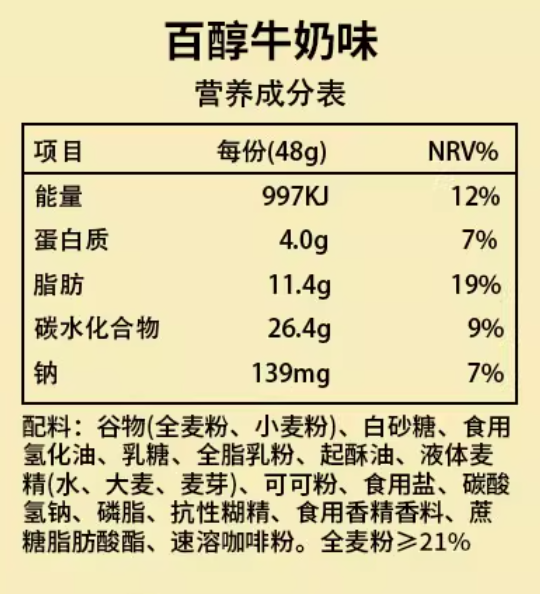 百醇牛奶味
营养成分表
项目 每份(48g) NRV%
能量 997KJ 12%
蛋白质 4.0g 7%
脂肪 11.4g 19%
碳水化合物 26.4g 9%
钠 139mg 7%
配料：谷物(全麦粉、小麦粉)、白砂糖、食用
氢化油、乳糖、全脂乳粉、起酥油、液体麦
精(水、大麦、麦芽)、可可粉、食用盐、碳酸
氢钠、磷脂、抗性糊精、食用香精香料、蔗
糖脂肪酸酯、速溶咖啡粉。全麦粉≥21%